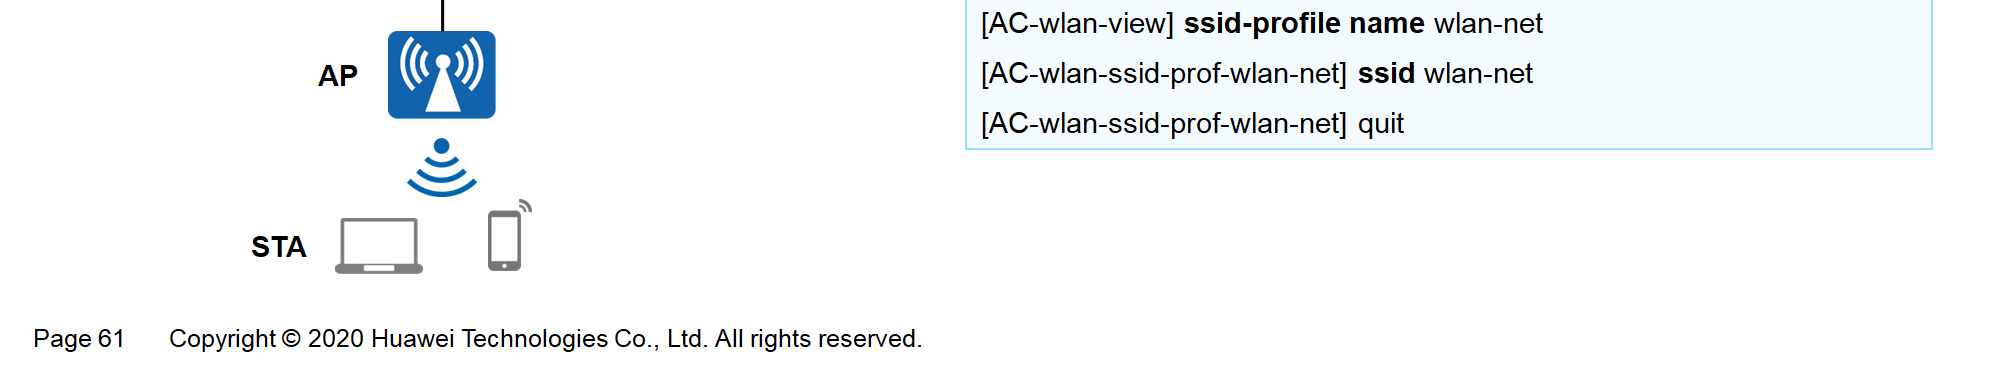 [AC-wlan-view] ssid-profile name wlan-net
[AC-wlan-ssid-prof-wlan-net] ssid wlan-net
[AC-wlan-ssid-prof-wlan-net] quit
AP
STA
Page 61 Copyright © 2020 Huawei Technologies Co., Ltd. All rights reserved.